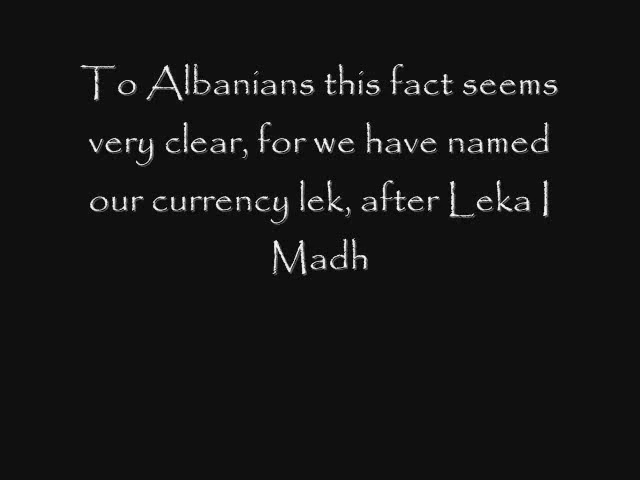 To Albanians this fact seems
very clear, for we have named
our currency lek, after Leka I
Madh